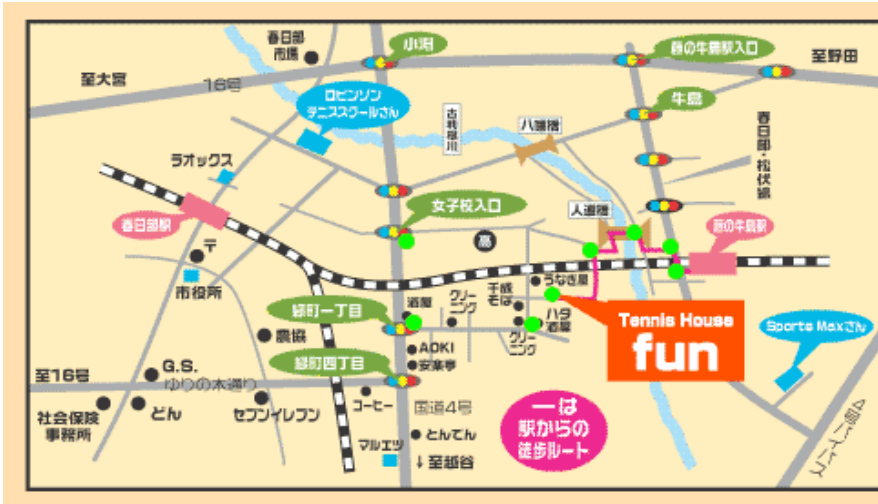 春日部
市場
小渕
藤の牛島駅入口
至野田
至大宮
16号
ロビンソン
テニススクールさん
牛島
古利根川
八幡橋
春日部・松伏線
ラオックス
女子校入口
人道橋
春日部駅
藤の牛島駅
高
〒
市役所
うなぎ屋
千成
そば
酒屋
クリー
ニング
緑町一丁目
ハタ
酒屋
クリー
ニング
Tennis House
fun
Sports Maxさん
農協
AOKI
安楽亭
緑町四丁目
G.S.
至16号
ゆりの木通り
コーヒー
国道4号
社会保険
事務所
どん
セブンイレブン
とんでん
マルエツ
↓至越谷
―は
駅からの
徒歩ルート
4号バイパス